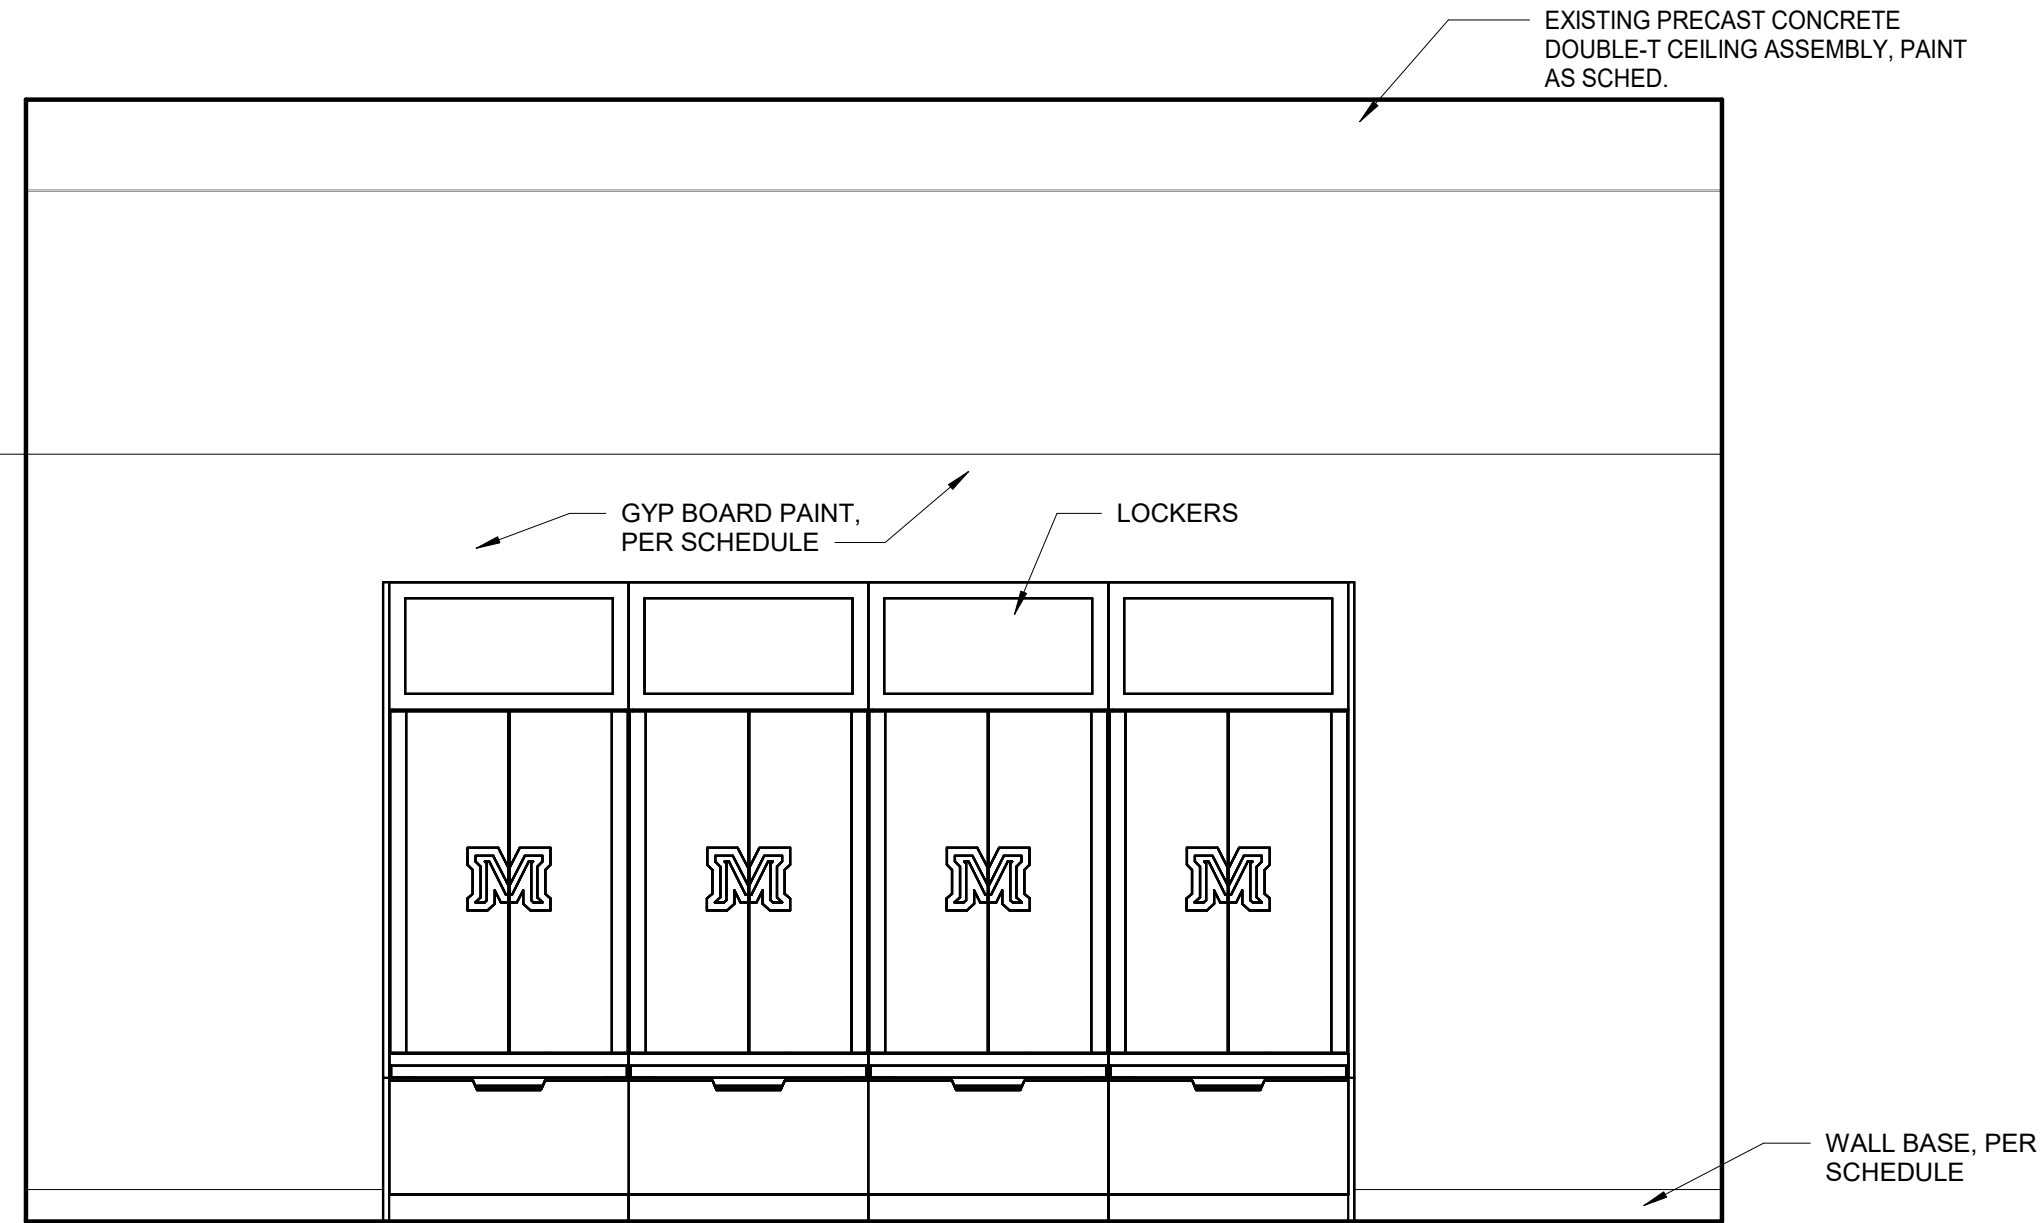 EXISTING PRECAST CONCRETE
DOUBLE-T CEILING ASSEMBLY, PAINT
AS SCHED.
GYP BOARD PAINT,
PER SCHEDULE
LOCKERS
M
M
M
M
WALL BASE, PER
SCHEDULE